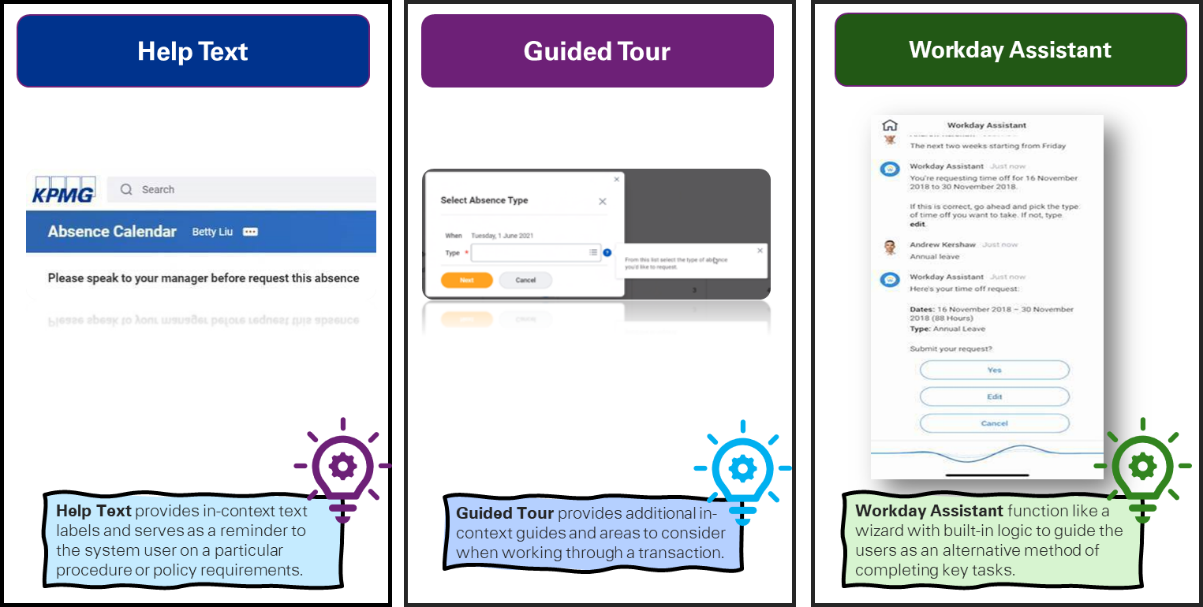 Help Text
KPMG
Search
Absence Calendar Betty Liu
Please speak to your manager before request this absence
Please speak to your manager before request this absence
Help Text provides in-context text
labels and serves as a reminder to
the system user on a particular
procedure or policy requirements.
Guided Tour
Select Absence Type
When Tuesday, 1 June 2021
Type *
From this list select the type of absence
you'd like to request.
Next Cancel
Guided Tour provides additional in-
context guides and areas to consider
when working through a transaction.
Workday Assistant
Workday Assistant
The next two weeks starting from Friday
Workday Assistant Just now
You're requesting time off for 16 November
2018 to 30 November 2018.
If this is correct, go ahead and pick the type
of time off you want to take. If not, type
edit.
Andrew Kershaw Just now
Annual leave
Workday Assistant Just now
Here's your time off request:
Dates: 16 November 2018 – 30 November
2018 (88 Hours)
Type: Annual Leave
Submit your request?
Yes
Edit
Cancel
Workday Assistant function like a
wizard with built-in logic to guide the
users as an alternative method of
completing key tasks.